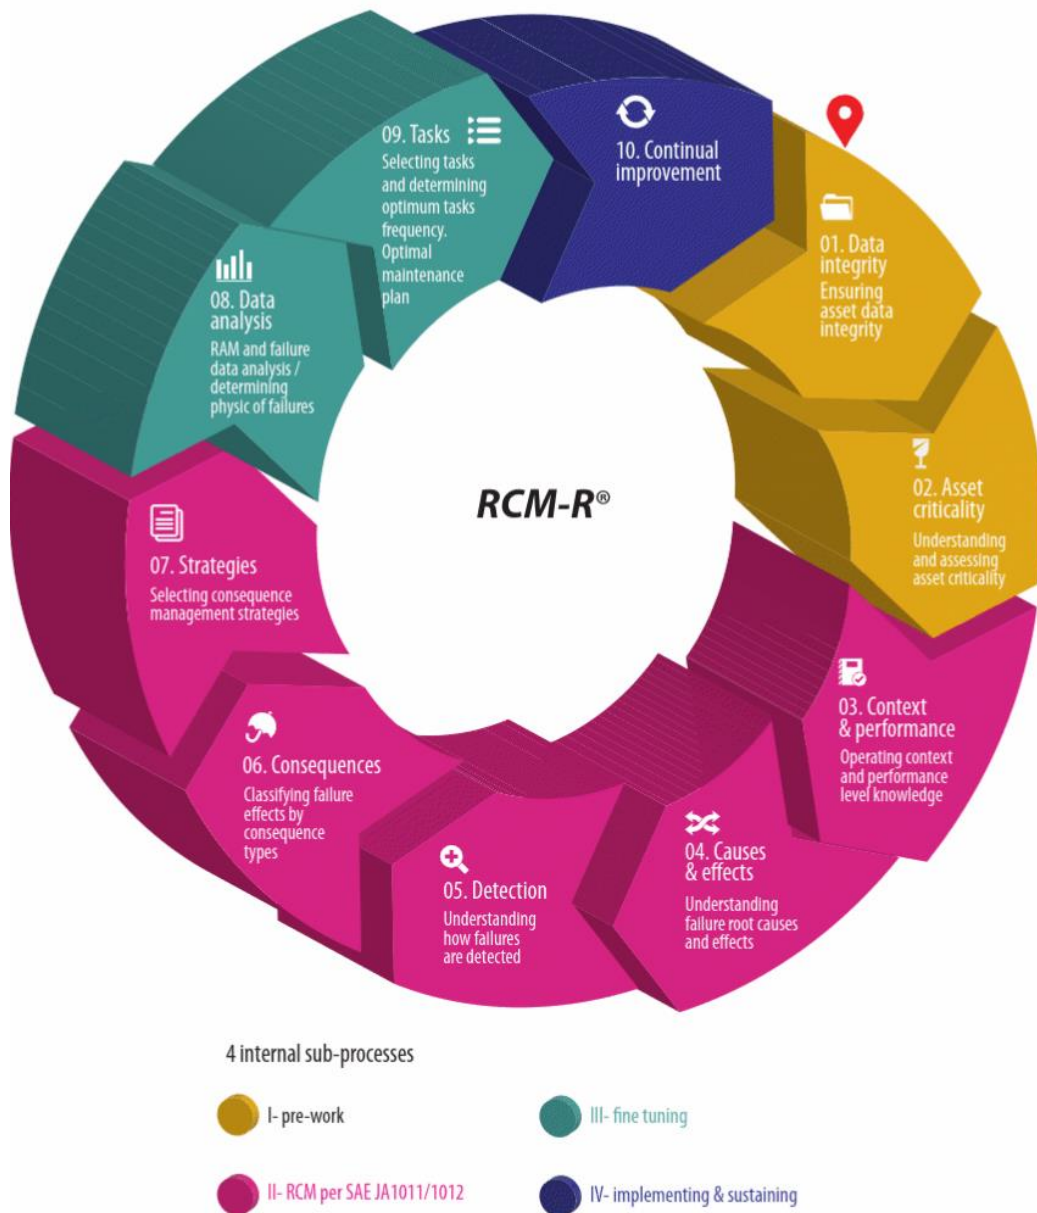 RCM-R®
01. Data
integrity
Ensuring
asset data
integrity
02. Asset
criticality
Understanding
and assessing
asset criticality
03. Context
& performance
Operating context
and performance
level knowledge
04. Causes
& effects
Understanding
failure root causes
and effects
05. Detection
Understanding
how failures
are detected
06. Consequences
Classifying failure
effects by
consequence
types
07. Strategies
Selecting consequence
management strategies
08. Data
analysis
RAM and failure
data analysis /
determining
physic of failures
09. Tasks
Selecting tasks
and determining
optimum tasks
frequency.
Optimal
maintenance
plan
10. Continual
improvement
4 internal sub-processes
I- pre-work
II- RCM per SAE JA1011/1012
III- fine tuning
IV- implementing & sustaining